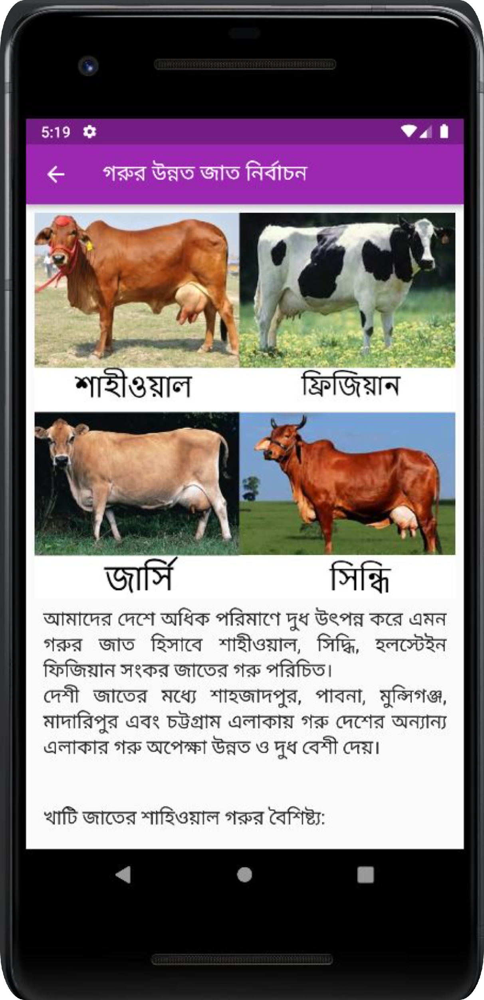 5:19
গরুর উন্নত জাত নির্বাচন
শাহীওয়াল
ফ্রিজিয়ান
জার্সি
সিন্ধি
আমাদের দেশে অধিক পরিমাণে দুধ উৎপন্ন করে এমন
গরুর জাত হিসাবে শাহীওয়াল, সিদ্ধি, হলস্টেইন
ফিজিয়ান সংকর জাতের গরু পরিচিত।
দেশী জাতের মধ্যে শাহজাদপুর, পাবনা, মুন্সিগঞ্জ,
মাদারিপুর এবং চট্টগ্রাম এলাকায় গরু দেশের অন্যান্য
এলাকার গরু অপেক্ষা উন্নত ও দুধ বেশী দেয়।
খাটি জাতের শাহিওয়াল গরুর বৈশিষ্ট্য: